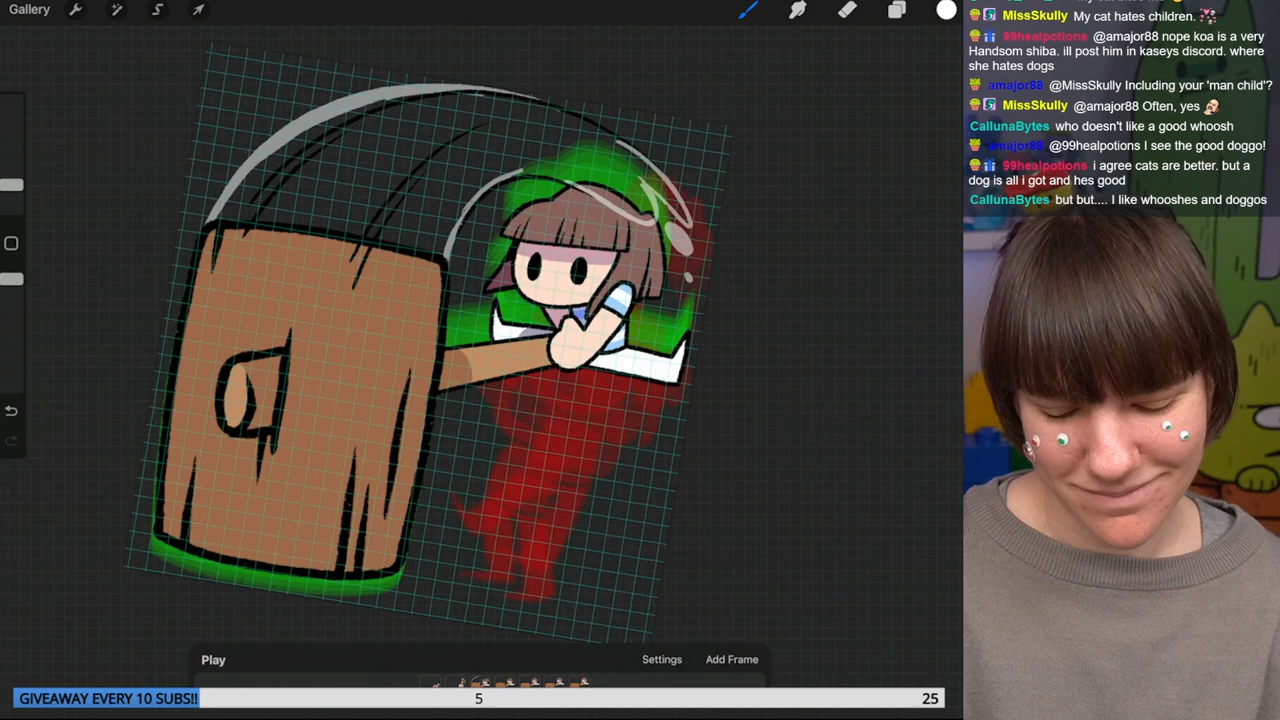 Gallery
MissSkully My cat hates children.
99healpotions @amajor88 nope koa is a very
Handsom shiba. ill post him in kaseys discord. where
she hates dogs
amajor88 @MissSkully Including your 'man child'?
MissSkully @amajor88 Often, yes
CallunaBytes who doesn't like a good whoosh
amajor88 @99healpotions I see the good doggo!
99healpotions i agree cats are better. but a
dog is all i got and hes good
CallunaBytes but but.... I like whooshes and doggos
Play
Settings
Add Frame
GIVEAWAY EVERY 10 SUBS!!
5
25